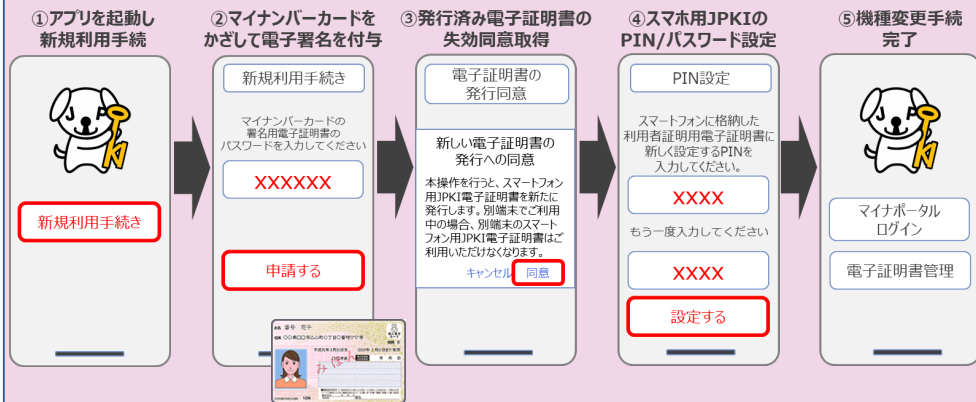 ①アプリを起動し
新規利用手続
新規利用手続き
②マイナンバーカードを
かざして電子署名を付与
新規利用手続き
マイナンバーカードの
署名用電子証明書の
パスワードを入力してください
XXXXXX
申請する
氏名 番号 花子
みほん
③発行済み電子証明書の
失効同意取得
電子証明書の
発行同意
新しい電子証明書の
発行への同意
本操作を行うと、スマートフォン
用JPKI電子証明書を新たに
発行します。別端末でご利用
中の場合、別端末のスマート
フォン用JPKI電子証明書はご
利用いただけなくなります。
キャンセル 同意
④スマホ用JPKIの
PIN/パスワード設定
PIN設定
スマートフォンに格納した
利用者証明用電子証明書に
新しく設定するPINを
入力してください。
XXXX
もう一度入力してください
XXXX
設定する
⑤機種変更手続
完了
マイナポータル
ログイン
電子証明書管理